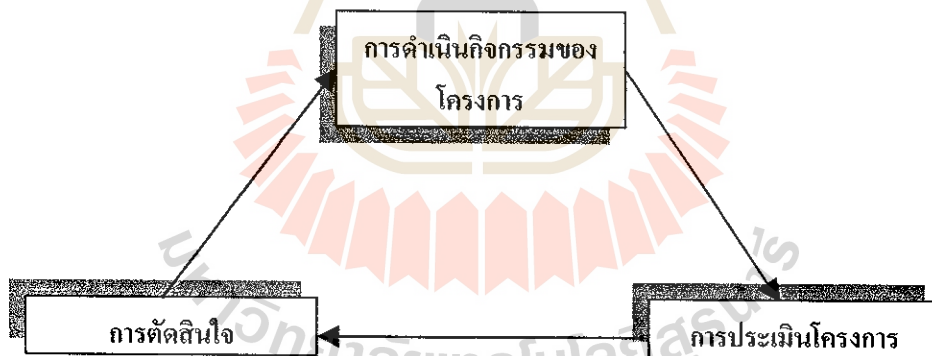 การดำเนินกิจกรรมของ
โครงการ
การตัดสินใจ
การประเมินโครงการ